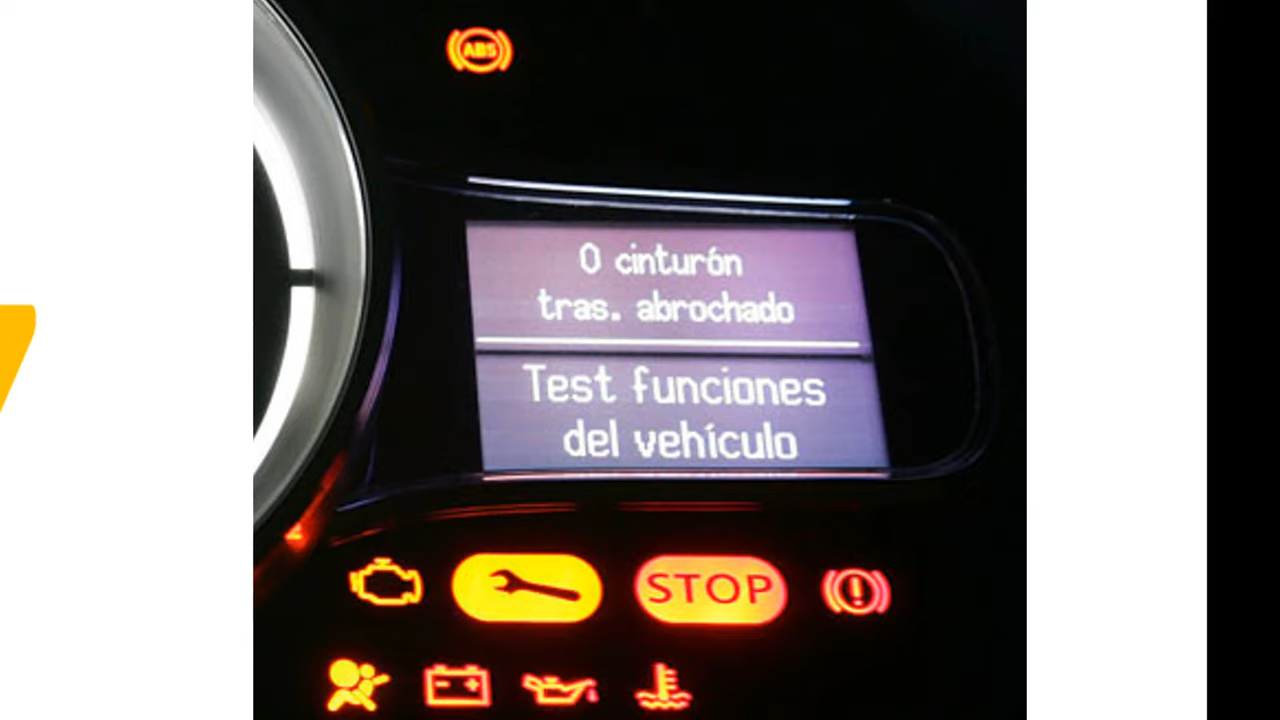 ABS
0 cinturón
tras. abrochado
Test funciones
del vehículo
STOP